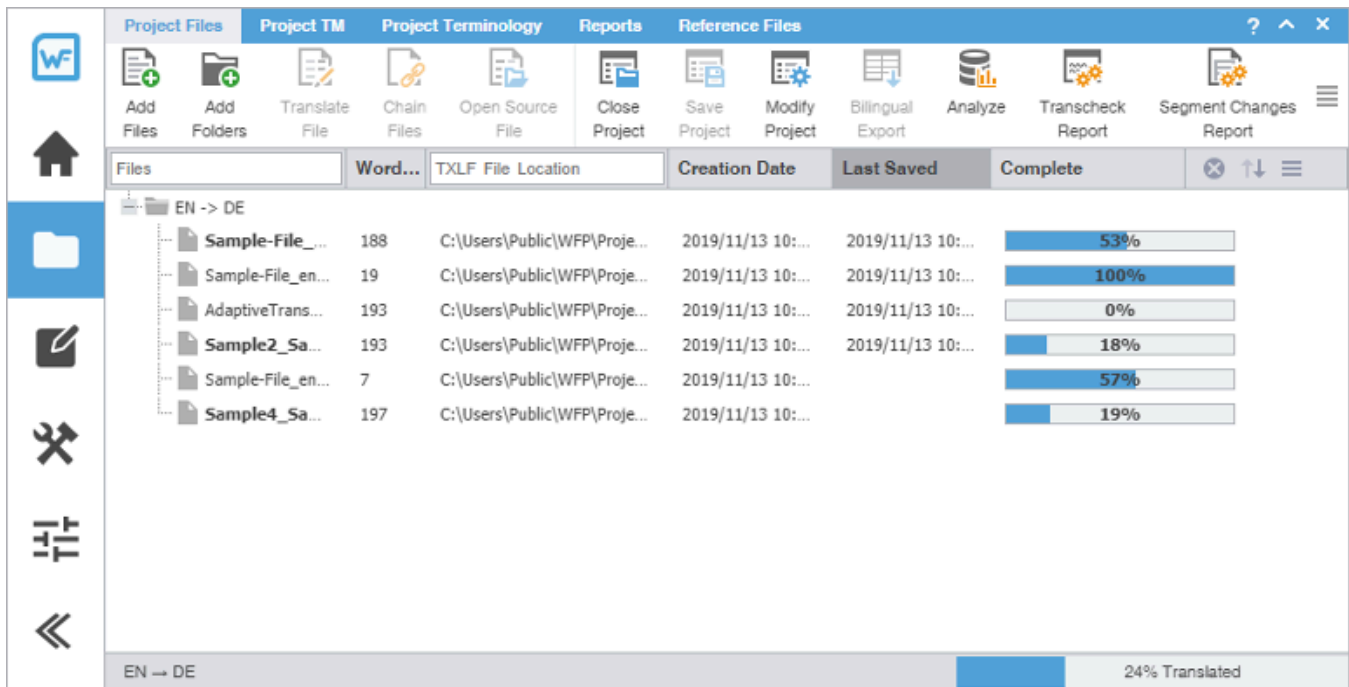 Project Files Project TM Project Terminology Reports Reference Files ?
WF
Add Files
Add Folders
Translate File
Chain Files
Open Source File
Close Project
Save Project
Modify Project
Bilingual Export
Analyze
Transcheck Report
Segment Changes Report
Files Word... TXLF File Location Creation Date Last Saved Complete
EN -> DE
Sample-File_... 188 C:\Users\Public\WFP\Proje... 2019/11/13 10:... 2019/11/13 10:... 53%
Sample-File_en... 19 C:\Users\Public\WFP\Proje... 2019/11/13 10:... 2019/11/13 10:... 100%
AdaptiveTrans... 193 C:\Users\Public\WFP\Proje... 2019/11/13 10:... 2019/11/13 10:... 0%
Sample2_Sa... 193 C:\Users\Public\WFP\Proje... 2019/11/13 10:... 2019/11/13 10:... 18%
Sample-File_en... 7 C:\Users\Public\WFP\Proje... 2019/11/13 10:... 57%
Sample4_Sa... 197 C:\Users\Public\WFP\Proje... 2019/11/13 10:... 19%
EN → DE 24% Translated